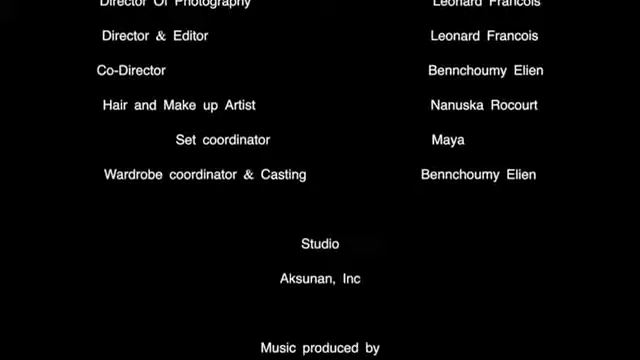 Director Of Photography Leonard Francois
Director & Editor Leonard Francois
Co-Director Bennchoumy Elien
Hair and Make up Artist Nanuska Rocourt
Set coordinator Maya
Wardrobe coordinator & Casting Bennchoumy Elien
Studio
Aksunan, Inc
Music produced by